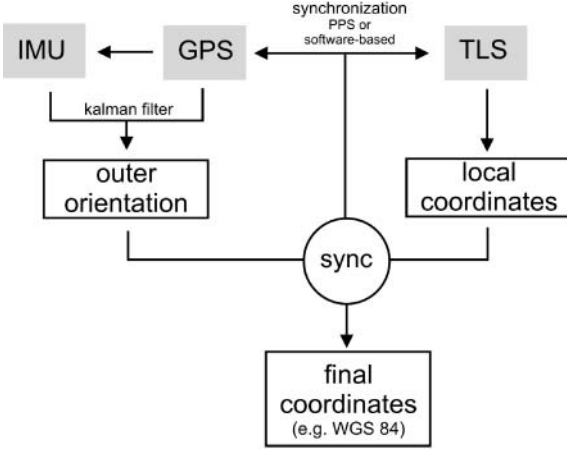 synchronization
PPS or
software-based
IMU
GPS
TLS
kalman filter
outer
orientation
local
coordinates
sync
final
coordinates
(e.g. WGS 84)